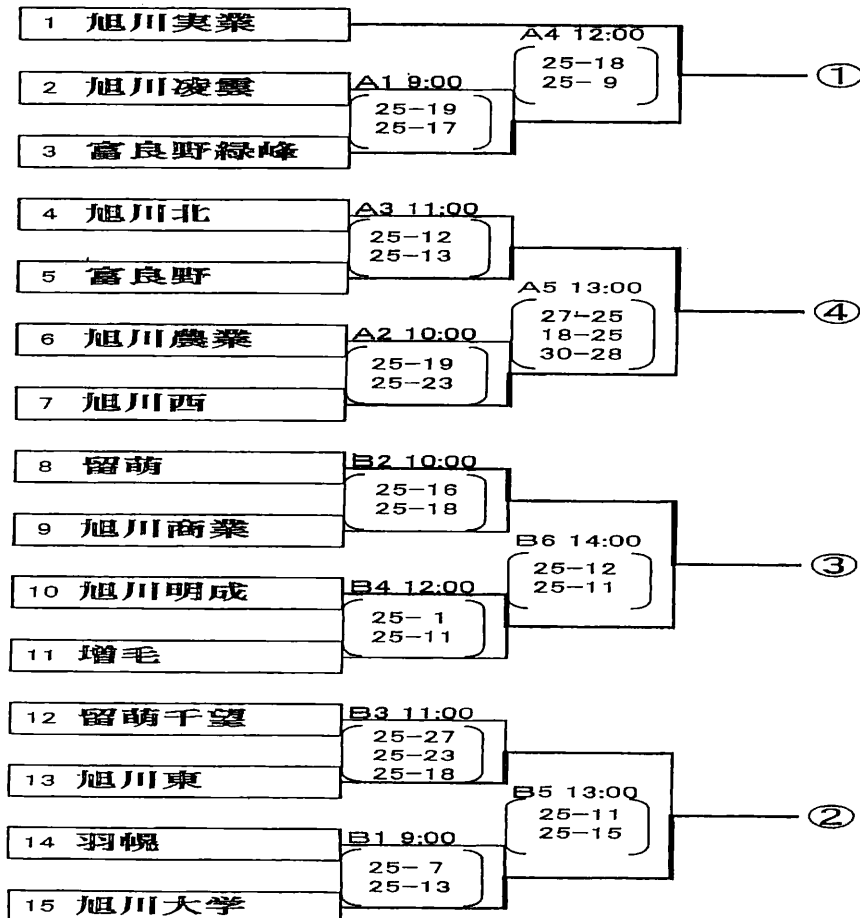 1 旭川実業
A4 12:00
25-18
25- 9
①
2 旭川凌雲
A1 9:00
25-19
25-17
3 富良野緑峰
4 旭川北
A3 11:00
25-12
25-13
5 富良野
A5 13:00
27-25
18-25
30-28
④
6 旭川農業
A2 10:00
25-19
25-23
7 旭川西
8 留萌
B2 10:00
25-16
25-18
9 旭川商業
B6 14:00
25-12
25-11
③
10 旭川明成
B4 12:00
25- 1
25-11
11 増毛
12 留萌千望
B3 11:00
25-27
25-23
25-18
13 旭川東
B5 13:00
25-11
25-15
②
14 羽幌
B1 9:00
25- 7
25-13
15 旭川大学